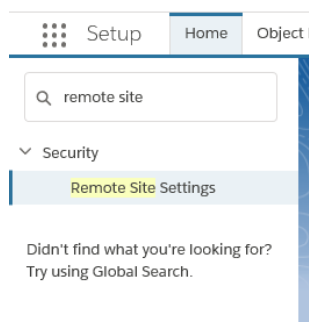 Setup Home Object
remote site
Security
Remote Site Settings
Didn't find what you're looking for?
Try using Global Search.